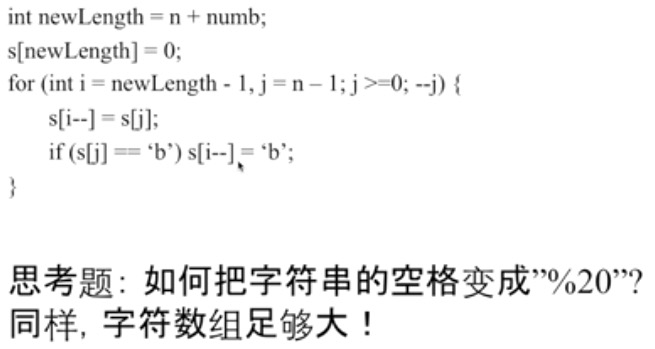 int newLength = n + numb;
s[newLength] = 0;
for (int i = newLength - 1, j = n – 1; j >=0; --j) {
s[i--] = s[j];
if (s[j] == ‘b’) s[i--] = ‘b’;
}
思考题：如何把字符串的空格变成”%20”?
同样, 字符数组足够大！